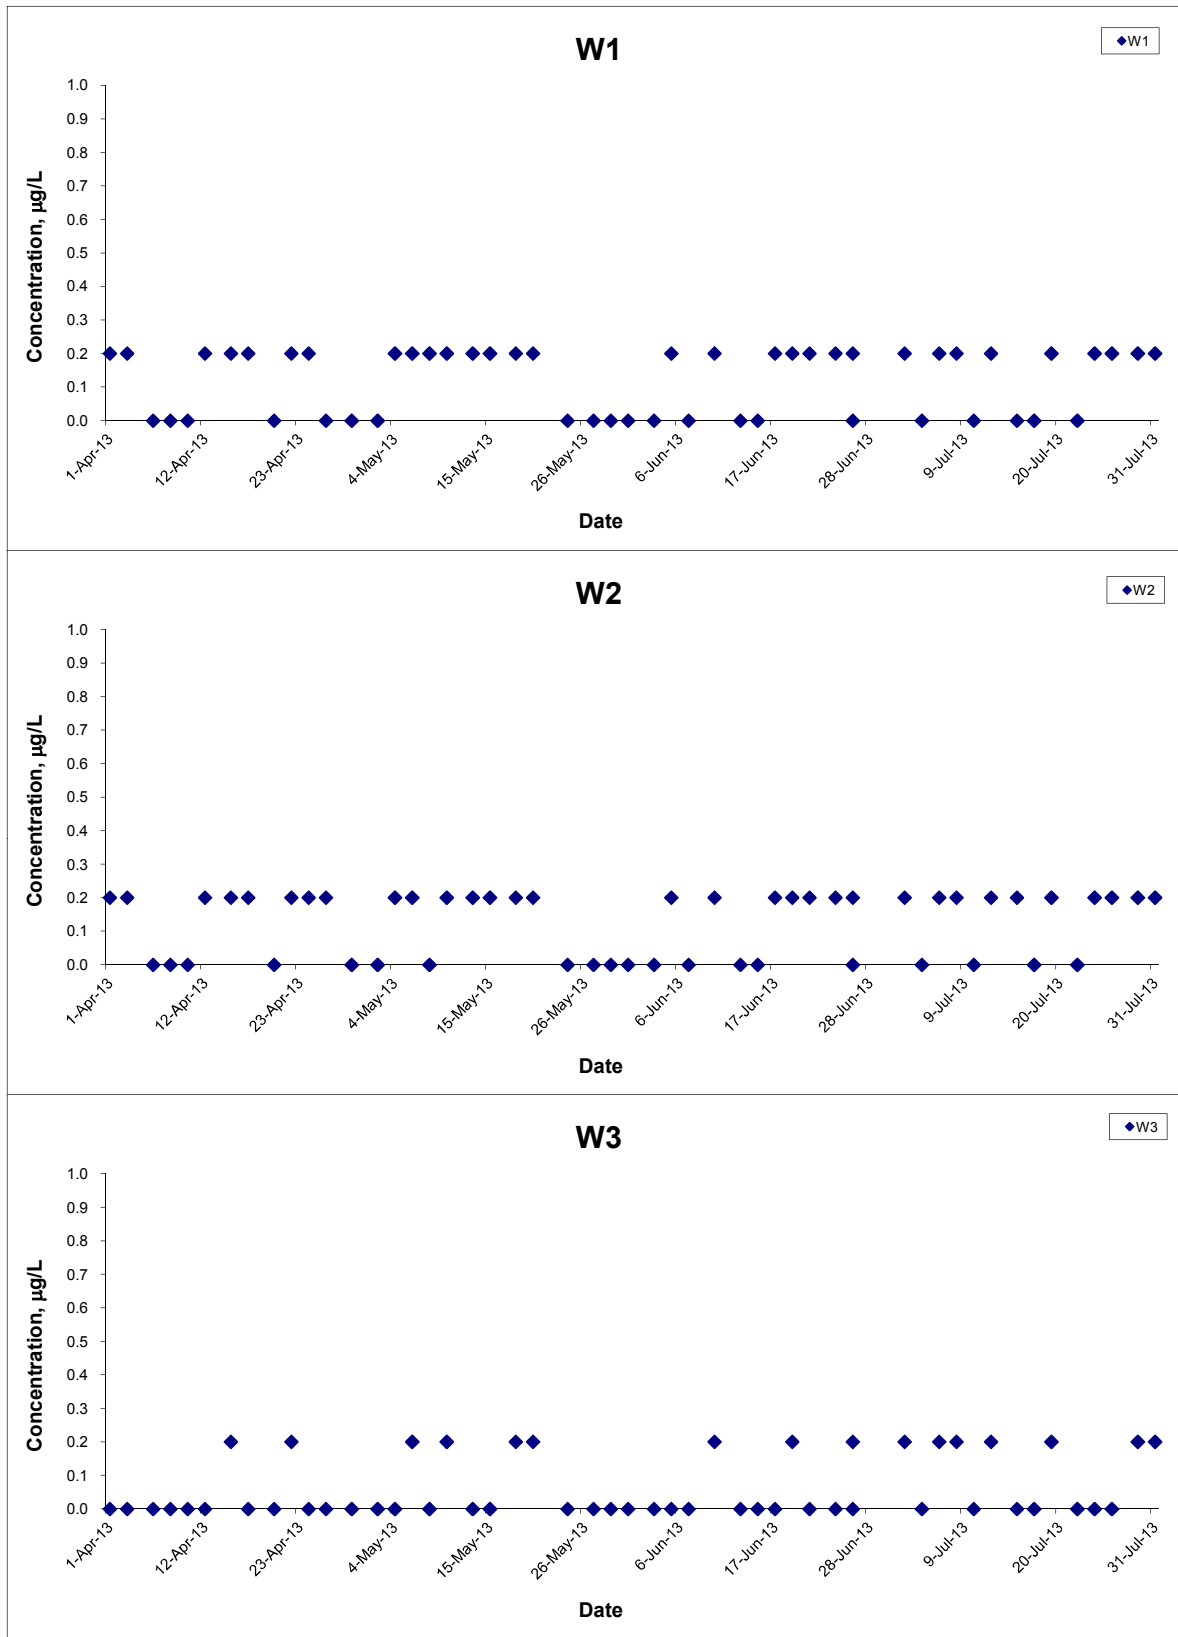 W1
W1
1.0
0.9
0.8
0.7
0.6
0.5
0.4
0.3
0.2
0.1
0.0
Concentration, µg/L
1-Apr-13
12-Apr-13
23-Apr-13
4-May-13
15-May-13
26-May-13
6-Jun-13
17-Jun-13
28-Jun-13
9-Jul-13
20-Jul-13
31-Jul-13
Date
W2
W2
1.0
0.9
0.8
0.7
0.6
0.5
0.4
0.3
0.2
0.1
0.0
Concentration, µg/L
1-Apr-13
12-Apr-13
23-Apr-13
4-May-13
15-May-13
26-May-13
6-Jun-13
17-Jun-13
28-Jun-13
9-Jul-13
20-Jul-13
31-Jul-13
Date
W3
W3
1.0
0.9
0.8
0.7
0.6
0.5
0.4
0.3
0.2
0.1
0.0
Concentration, µg/L
1-Apr-13
12-Apr-13
23-Apr-13
4-May-13
15-May-13
26-May-13
6-Jun-13
17-Jun-13
28-Jun-13
9-Jul-13
20-Jul-13
31-Jul-13
Date